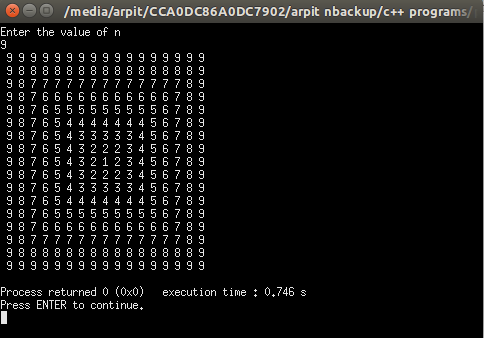 /media/arpit/CCA0DC86A0DC7902/arpit nbackup/c++ programs/
Enter the value of n
9
9 9 9 9 9 9 9 9 9 9 9 9 9 9 9 9 9
9 8 8 8 8 8 8 8 8 8 8 8 8 8 8 8 9
9 8 7 7 7 7 7 7 7 7 7 7 7 7 7 8 9
9 8 7 6 6 6 6 6 6 6 6 6 6 6 7 8 9
9 8 7 6 5 5 5 5 5 5 5 5 5 6 7 8 9
9 8 7 6 5 4 4 4 4 4 4 4 5 6 7 8 9
9 8 7 6 5 4 3 3 3 3 3 4 5 6 7 8 9
9 8 7 6 5 4 3 2 2 2 3 4 5 6 7 8 9
9 8 7 6 5 4 3 2 1 2 3 4 5 6 7 8 9
9 8 7 6 5 4 3 2 2 2 3 4 5 6 7 8 9
9 8 7 6 5 4 3 3 3 3 3 4 5 6 7 8 9
9 8 7 6 5 4 4 4 4 4 4 4 5 6 7 8 9
9 8 7 6 5 5 5 5 5 5 5 5 5 6 7 8 9
9 8 7 6 6 6 6 6 6 6 6 6 6 6 7 8 9
9 8 7 7 7 7 7 7 7 7 7 7 7 7 7 8 9
9 8 8 8 8 8 8 8 8 8 8 8 8 8 8 8 9
9 9 9 9 9 9 9 9 9 9 9 9 9 9 9 9 9
Process returned 0 (0x0)   execution time : 0.746 s
Press ENTER to continue.